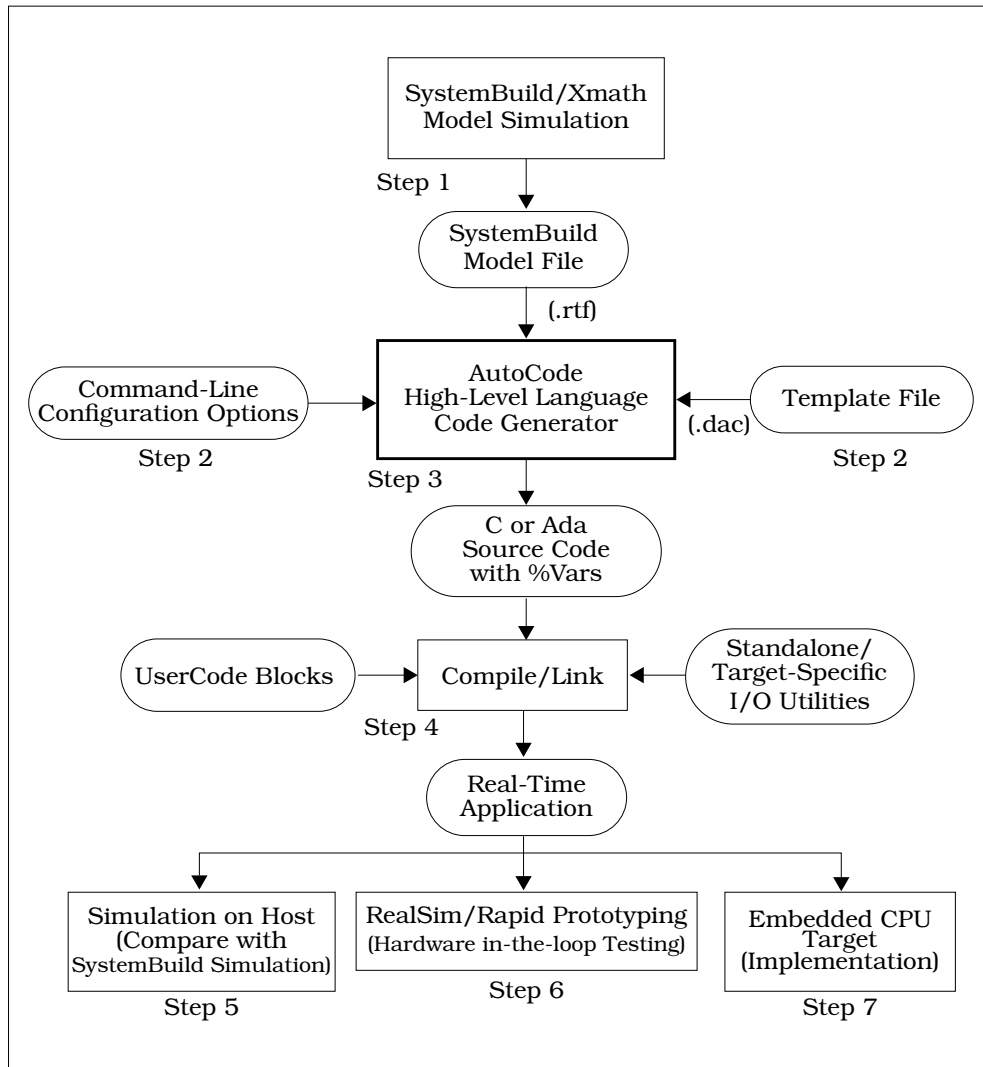 SystemBuild/Xmath
Model Simulation
Step 1
SystemBuild
Model File
(.rtf)
Command-Line
Configuration Options
Step 2
AutoCode
High-Level Language
Code Generator
Step 3
(.dac)
Template File
Step 2
C or Ada
Source Code
with %Vars
UserCode Blocks
Compile/Link
Step 4
Standalone/
Target-Specific
I/O Utilities
Real-Time
Application
Simulation on Host
(Compare with
SystemBuild Simulation)
Step 5
RealSim/Rapid Prototyping
(Hardware in-the-loop Testing)
Step 6
Embedded CPU
Target
(Implementation)
Step 7